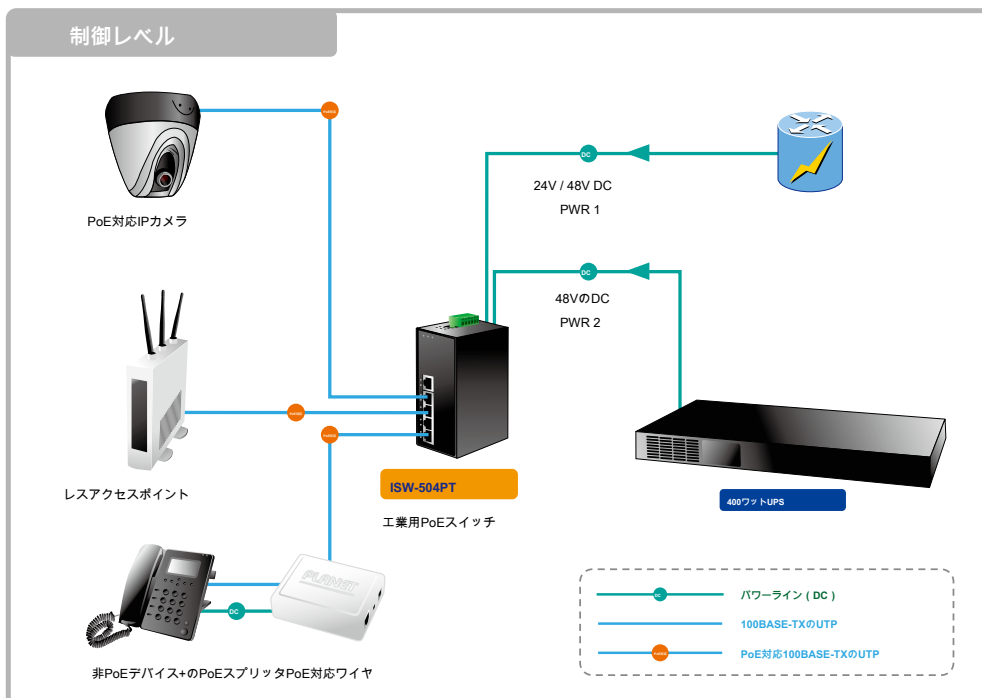 制御レベル
PoE対応IPカメラ
DC
24V / 48V DC
PWR 1
DC
48VのDC
PWR 2
レスアクセスポイント
ISW-504PT
工業用PoEスイッチ
400ワットUPS
PLANET
DC
非PoEデバイス+のPoEスプリッタPoE対応ワイヤ
DC
パワーライン ( DC )
100BASE-TXのUTP
PoE対応100BASE-TXのUTP